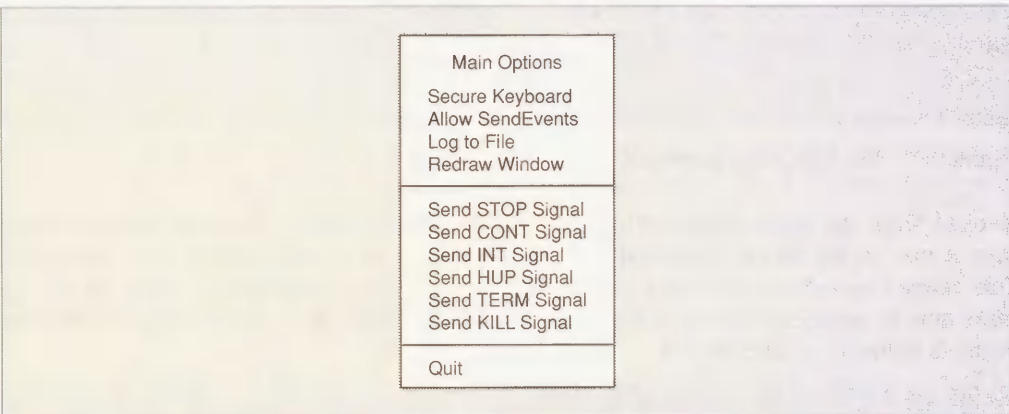 Main Options
Secure Keyboard
Allow SendEvents
Log to File
Redraw Window
Send STOP Signal
Send CONT Signal
Send INT Signal
Send HUP Signal
Send TERM Signal
Send KILL Signal
Quit